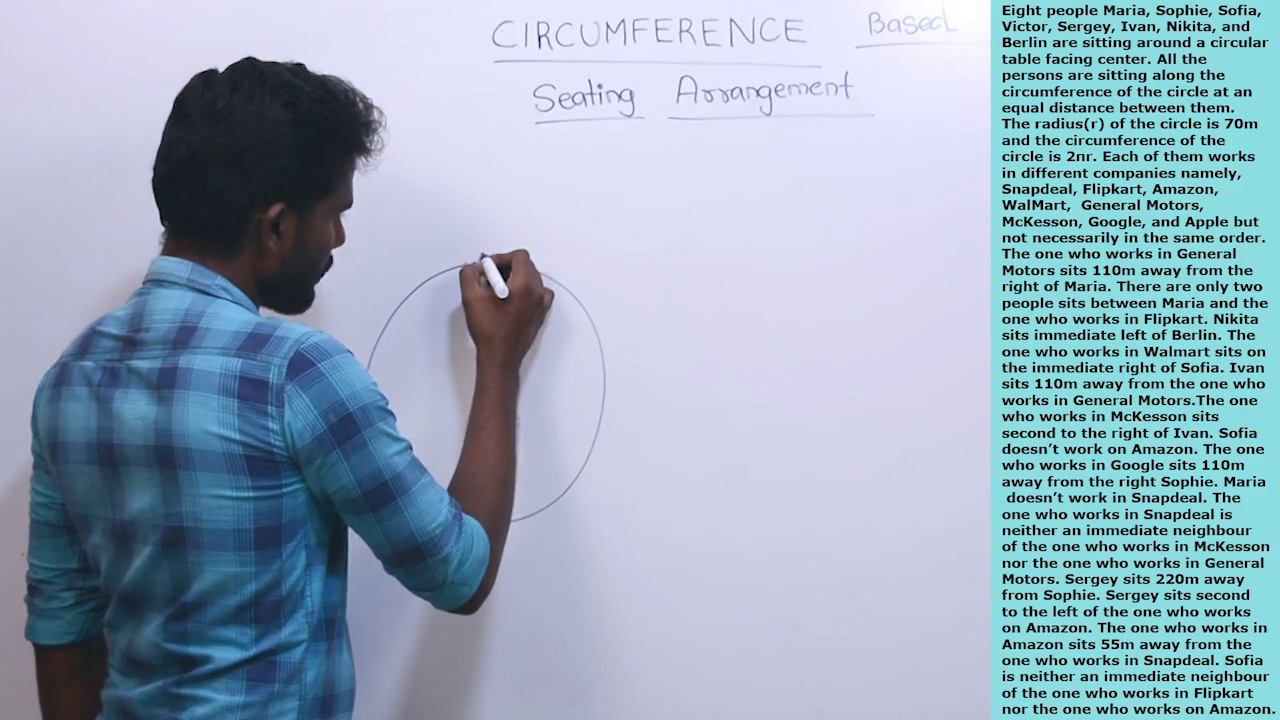 CIRCUMFERENCE Based
Seating Arrangement
Eight people Maria, Sophie, Sofia,
Victor, Sergey, Ivan, Nikita, and
Berlin are sitting around a circular
table facing center. All the
persons are sitting along the
circumference of the circle at an
equal distance between them.
The radius(r) of the circle is 70m
and the circumference of the
circle is 2πr. Each of them works
in different companies namely,
Snapdeal, Flipkart, Amazon,
WalMart,  General Motors,
McKesson, Google, and Apple but
not necessarily in the same order.
The one who works in General
Motors sits 110m away from the
right of Maria. There are only two
people sits between Maria and the
one who works in Flipkart. Nikita
sits immediate left of Berlin. The
one who works in Walmart sits on
the immediate right of Sofia. Ivan
sits 110m away from the one who
works in General Motors.The one
who works in McKesson sits
second to the right of Ivan. Sofia
doesn’t work on Amazon. The one
who works in Google sits 110m
away from the right Sophie. Maria
doesn’t work in Snapdeal. The
one who works in Snapdeal is
neither an immediate neighbour
of the one who works in McKesson
nor the one who works in General
Motors. Sergey sits 220m away
from Sophie. Sergey sits second
to the left of the one who works
on Amazon. The one who works in
Amazon sits 55m away from the
one who works in Snapdeal. Sofia
is neither an immediate neighbour
of the one who works in Flipkart
nor the one who works on Amazon.